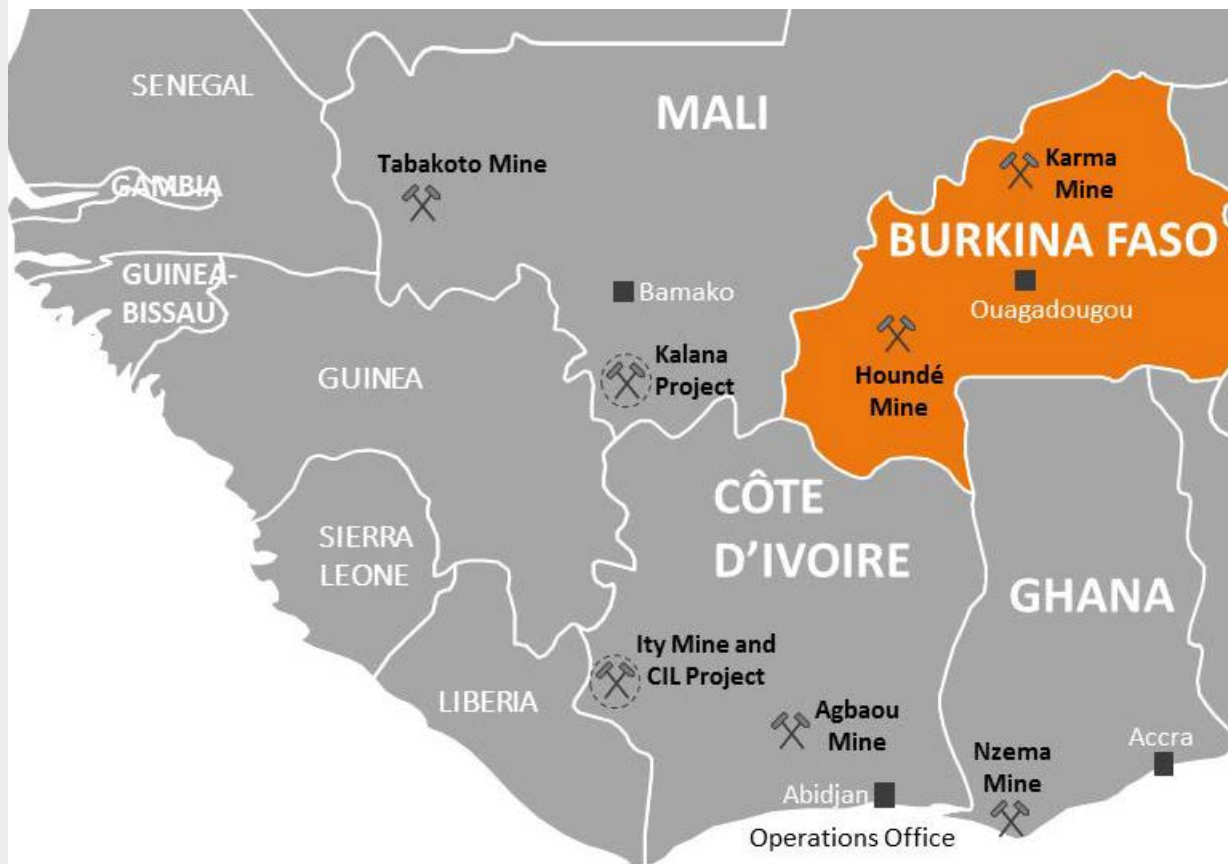 SENEGAL
MALI
Tabakoto Mine
Karma
Mine
GAMBIA
BURKINA FASO
GUINEA-
BISSAU
Bamako
Ouagadougou
Kalana
Project
GUINEA
Houndé
Mine
CÔTE
D’IVOIRE
SIERRA
LEONE
GHANA
Ity Mine and
CIL Project
LIBERIA
Agbaou
Mine
Nzema
Mine
Accra
Abidjan
Operations Office